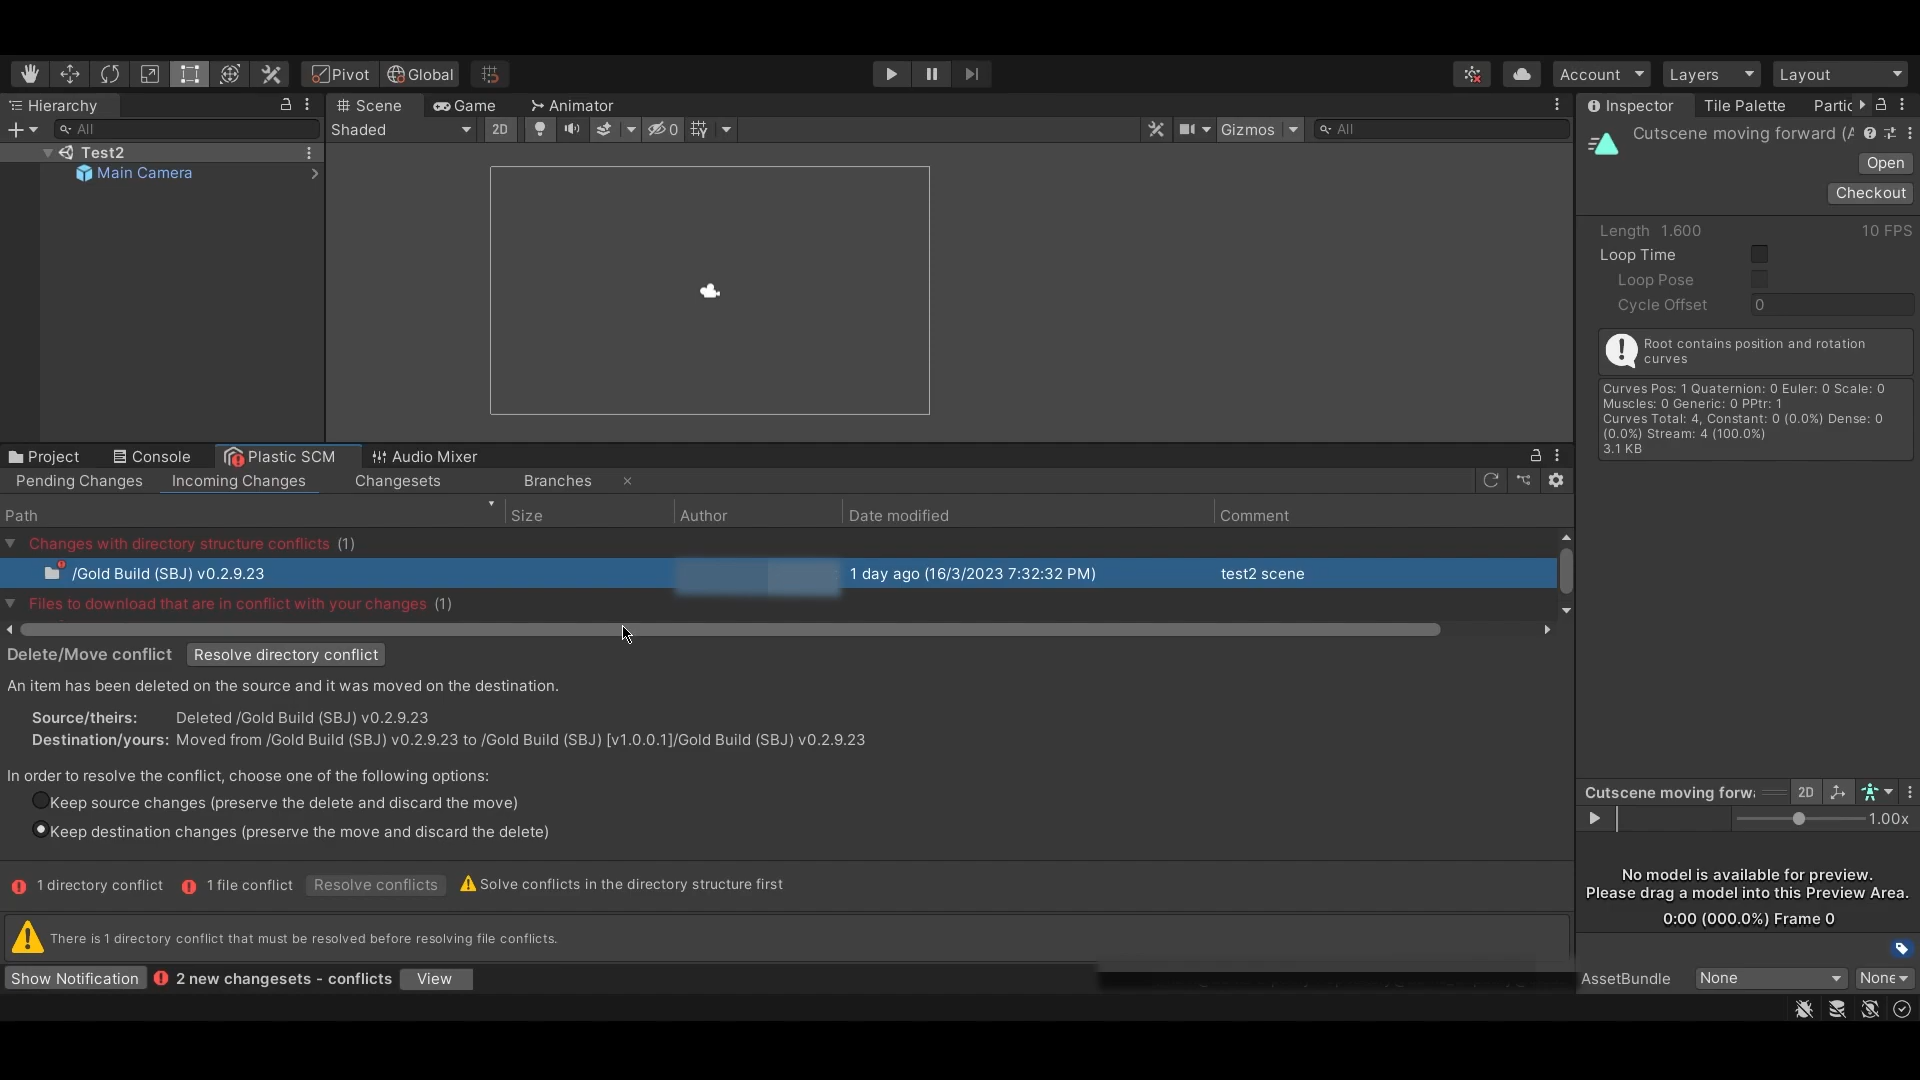 Pivot Global Account Layers Layout
Hierarchy Scene Game Animator Inspector Tile Palette Partic
All Shaded 2D 0 Gizmos All
Cutscene moving forward (A
Test2
Main Camera
Open
Checkout
Length 1.600 10 FPS
Loop Time
Loop Pose
Cycle Offset 0
Root contains position and rotation
curves
Curves Pos: 1 Quaternion: 0 Euler: 0 Scale: 0
Muscles: 0 Generic: 0 PPtr: 1
Curves Total: 4, Constant: 0 (0.0%) Dense: 0
(0.0%) Stream: 4 (100.0%)
3.1 KB
Project Console Plastic SCM Audio Mixer
Pending Changes Incoming Changes Changesets Branches ×
Path Size Author Date modified Comment
Changes with directory structure conflicts (1)
/Gold Build (SBJ) v0.2.9.23 1 day ago (16/3/2023 7:32:32 PM) test2 scene
Files to download that are in conflict with your changes (1)
Delete/Move conflict Resolve directory conflict
An item has been deleted on the source and it was moved on the destination.
Source/theirs: Deleted /Gold Build (SBJ) v0.2.9.23
Destination/yours: Moved from /Gold Build (SBJ) v0.2.9.23 to /Gold Build (SBJ) [v1.0.0.1]/Gold Build (SBJ) v0.2.9.23
In order to resolve the conflict, choose one of the following options:
Keep source changes (preserve the delete and discard the move)
Keep destination changes (preserve the move and discard the delete)
1 directory conflict 1 file conflict Resolve conflicts Solve conflicts in the directory structure first
There is 1 directory conflict that must be resolved before resolving file conflicts.
Show Notification 2 new changesets - conflicts View
Cutscene moving forw 2D
1.00x
No model is available for preview.
Please drag a model into this Preview Area.
0:00 (000.0%) Frame 0
AssetBundle None None